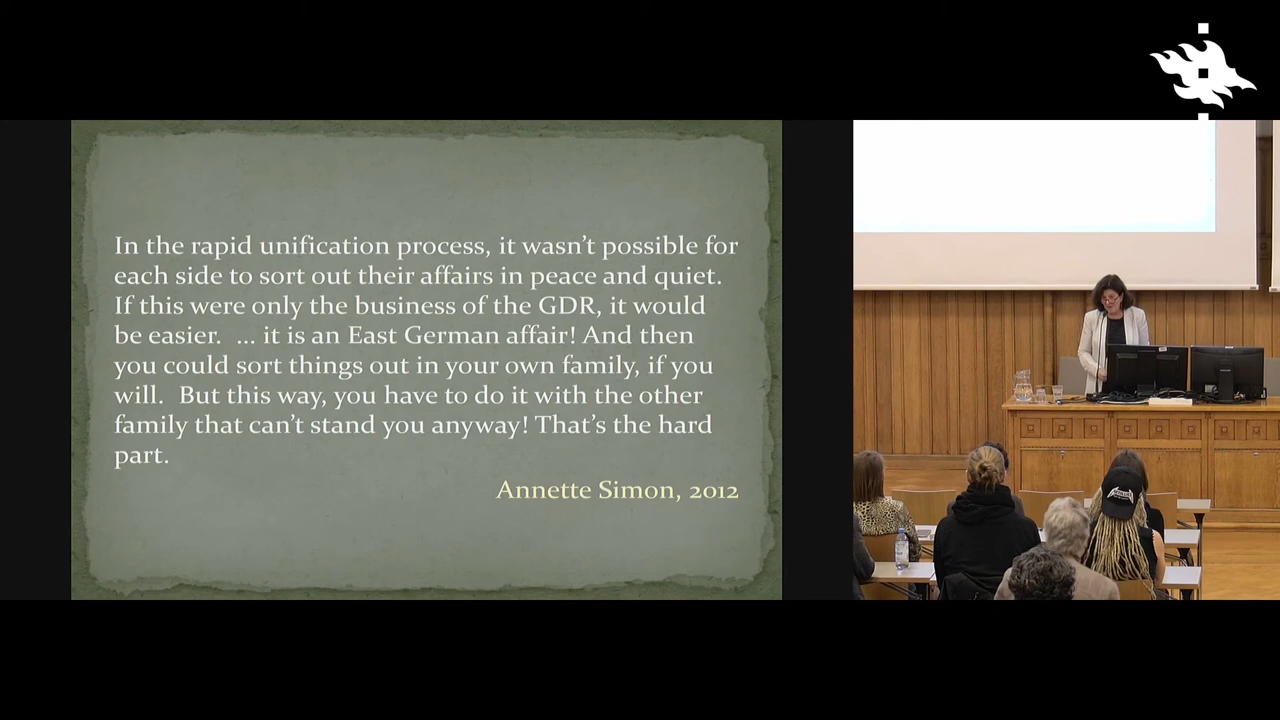 In the rapid unification process, it wasn't possible for
each side to sort out their affairs in peace and quiet.
If this were only the business of the GDR, it would
be easier.  ... it is an East German affair! And then
you could sort things out in your own family, if you
will.  But this way, you have to do it with the other
family that can't stand you anyway! That's the hard
part.
Annette Simon, 2012